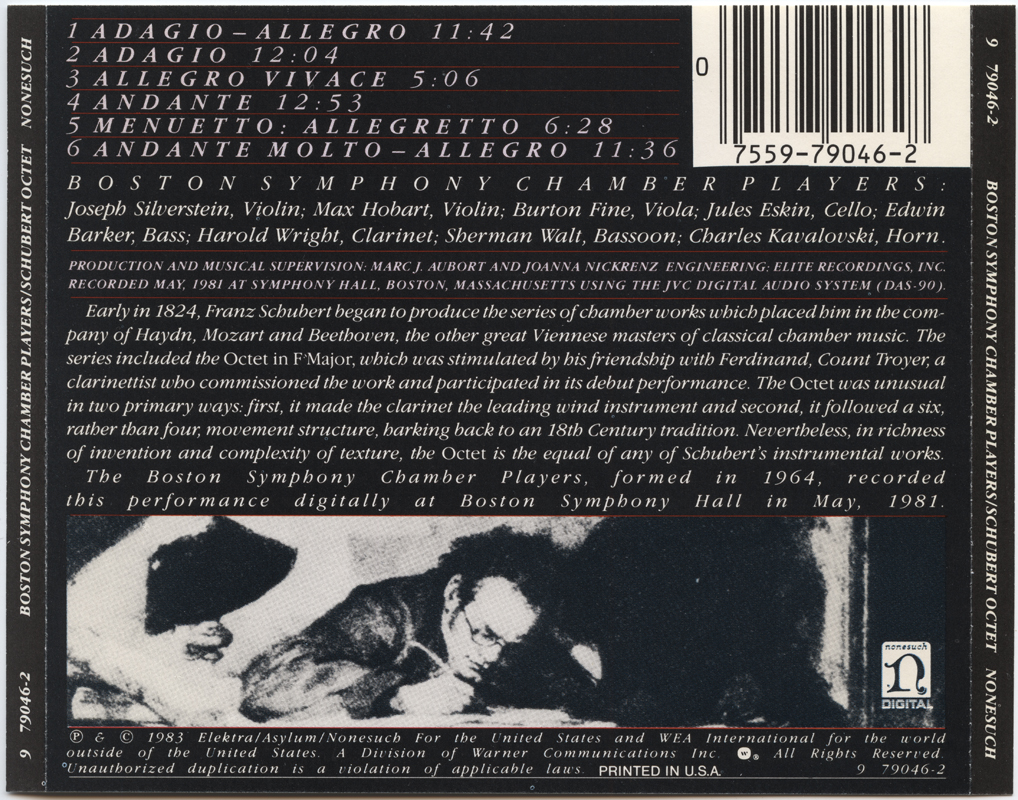 1 ADAGIO–ALLEGRO 11:42
2 ADAGIO 12:04
3 ALLEGRO VIVACE 5:06
4 ANDANTE 12:53
5 MENUETTO: ALLEGRETTO 6:28
6 ANDANTE MOLTO–ALLEGRO 11:36
0
7559-79046-2
BOSTON SYMPHONY CHAMBER PLAYERS:
Joseph Silverstein, Violin; Max Hobart, Violin; Burton Fine, Viola; Jules Eskin, Cello; Edwin
Barker, Bass; Harold Wright, Clarinet; Sherman Walt, Bassoon; Charles Kavalovski, Horn.
PRODUCTION AND MUSICAL SUPERVISION: MARC J. AUBORT AND JOANNA NICKRENZ ENGINEERING: ELITE RECORDINGS, INC.
RECORDED MAY, 1981 AT SYMPHONY HALL, BOSTON, MASSACHUSETTS USING THE JVC DIGITAL AUDIO SYSTEM (DAS-90).
Early in 1824, Franz Schubert began to produce the series of chamber works which placed him in the com-
pany of Haydn, Mozart and Beethoven, the other great Viennese masters of classical chamber music. The
series included the Octet in F Major, which was stimulated by his friendship with Ferdinand, Count Troyer, a
clarinettist who commissioned the work and participated in its debut performance. The Octet was unusual
in two primary ways: first, it made the clarinet the leading wind instrument and second, it followed a six,
rather than four, movement structure, harking back to an 18th Century tradition. Nevertheless, in richness
of invention and complexity of texture, the Octet is the equal of any of Schubert's instrumental works.
The Boston Symphony Chamber Players, formed in 1964, recorded
this performance digitally at Boston Symphony Hall in May, 1981.
nonesuch
n
DIGITAL
Ⓟ & © 1983 Elektra/Asylum/Nonesuch For the United States and WEA International for the world
outside of the United States. A Division of Warner Communications Inc. ® All Rights Reserved.
Unauthorized duplication is a violation of applicable laws. PRINTED IN U.S.A. 9 79046-2
9 79046-2 BOSTON SYMPHONY CHAMBER PLAYERS/SCHUBERT OCTET NONESUCH
9 79046-2 BOSTON SYMPHONY CHAMBER PLAYERS/SCHUBERT OCTET NONESUCH